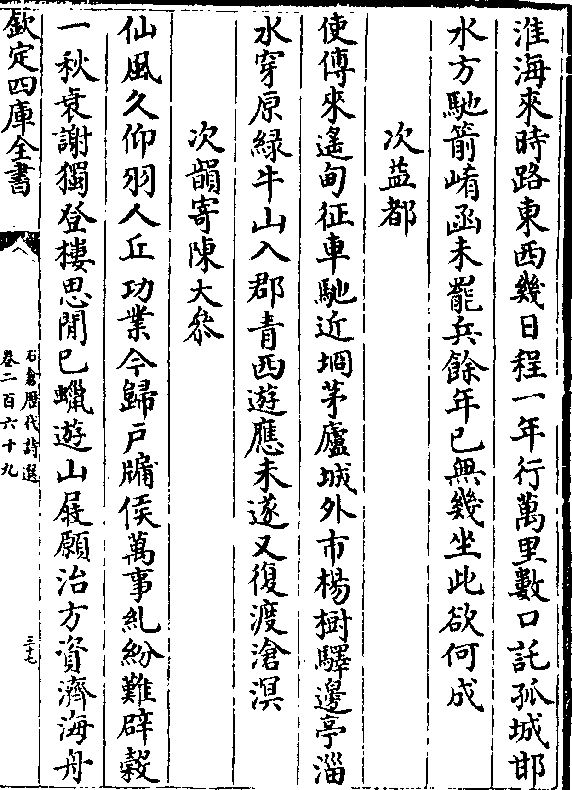 淮海來時路東西幾日程一年行萬里數口託孤城邯
水方馳箭崤函未罷兵餘年已無幾坐此欲何成
次益都
使傳來遙甸征車馳近坰茅廬城外市楊樹驛邊亭淄
水穿原緑牛山入郡青西遊應未遂又復渡滄溟
次韻寄陳大叅
仙風久仰羽人丘功業今歸户牖侯萬事糺紛難辟榖
一秋衰謝獨登樓思閒已蠟遊山屐願治方資濟海舟
欽定四庫全書
石倉歷代詩選
卷二百六十九
三十七